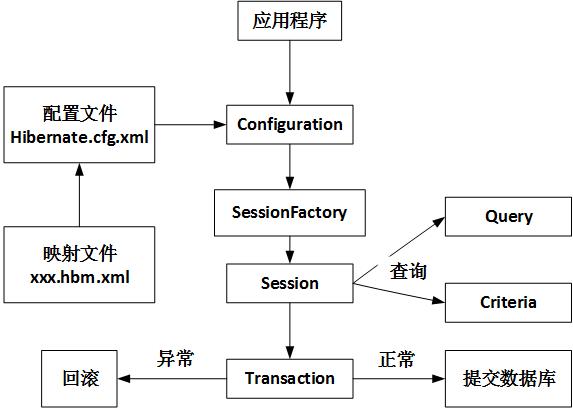 应用程序
配置文件
Hibernate.cfg.xml
Configuration
SessionFactory
Query
映射文件
xxx.hbm.xml
查询
Session
Criteria
异常
正常
回滚
Transaction
提交数据库